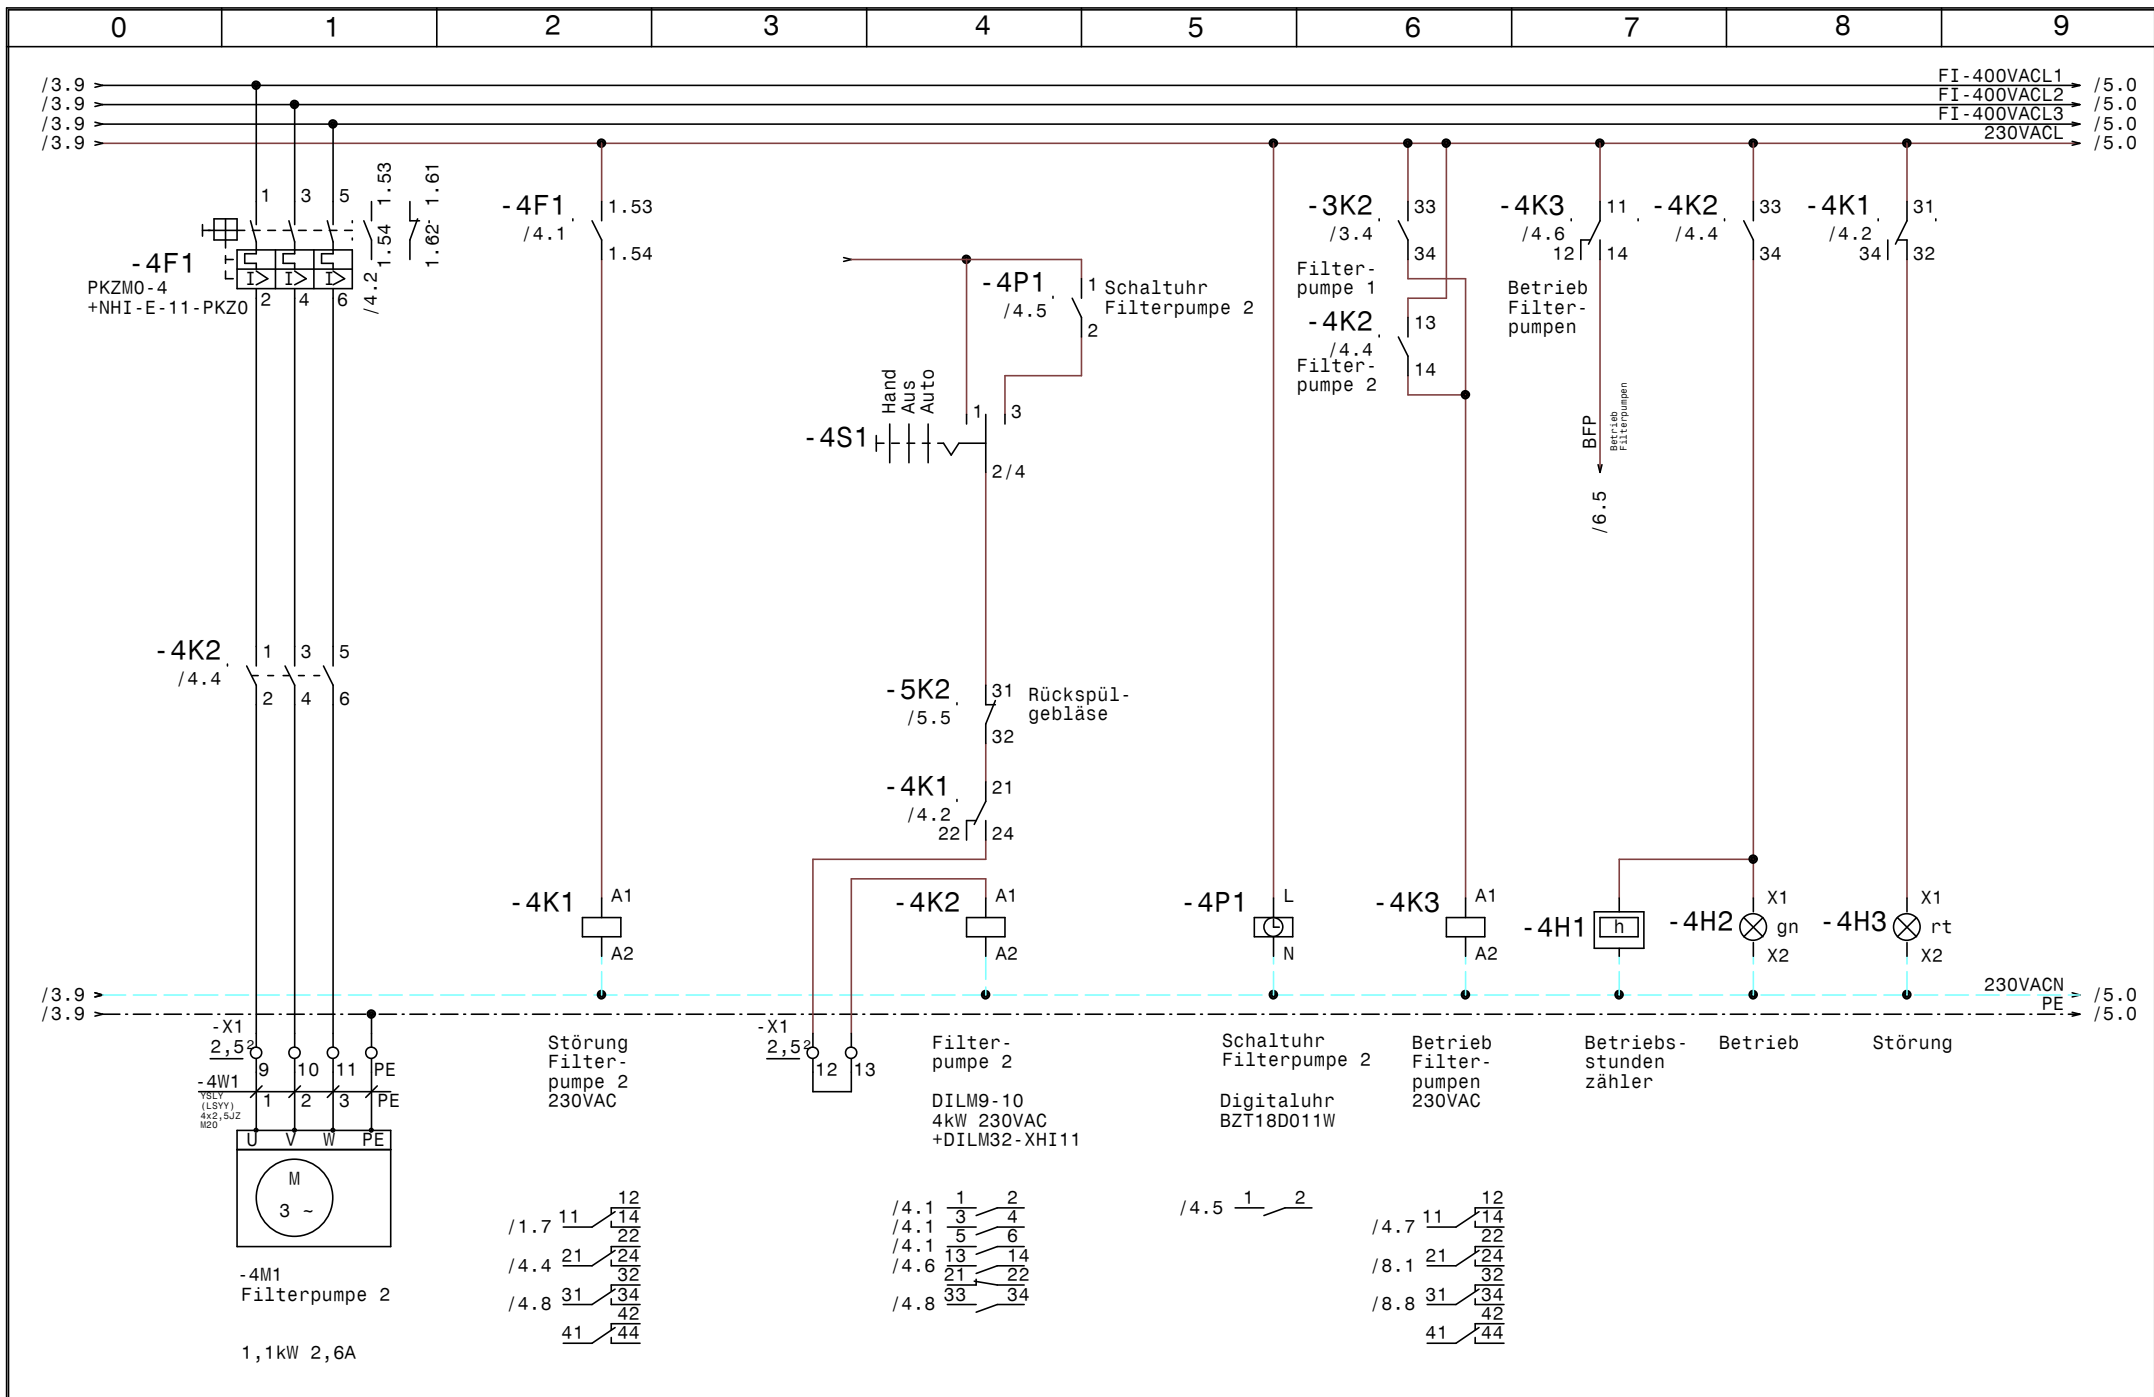 0 1 2 3 4 5 6 7 8 9
/3.9 FI-400VACL1 /5.0
/3.9 FI-400VACL2 /5.0
/3.9 FI-400VACL3 /5.0
/3.9 230VACL /5.0
1 3 5
1.53
1.54
1.61
1.62
-4F1
PKZM0-4
+NHI-E-11-PKZ0
2 4 6
/4.2
-4F1
/4.1
1.53
1.54
-4P1
/4.5
1
2
Schaltuhr
Filterpumpe 2
Hand
Aus
Auto
-4S1
1 3
2/4
-3K2
/3.4
33
34
Filter-
pumpe 1
-4K2
/4.4
13
14
Filter-
pumpe 2
-4K3
/4.6
11
12 14
Betrieb
Filter-
pumpen
BFP
Betrieb
Filterpumpen
/6.5
-4K2
/4.4
33
34
-4K1
/4.2
31
34 32
-4K2
/4.4
1 3 5
2 4 6
-5K2
/5.5
31
32
Rückspül-
gebläse
-4K1
/4.2
21
22 24
-4K1
A1
A2
-4K2
A1
A2
-4P1
L
N
-4K3
A1
A2
-4H1
h
-4H2
X1
gn
X2
-4H3
X1
rt
X2
/3.9 230VACN /5.0
/3.9 PE /5.0
-X1
2,5²
9 10 11 PE
-4W1
YSLY
(LSYY)
4x2,5JZ
M20
1 2 3 PE
U V W PE
M
3 ~
-4M1
Filterpumpe 2
1,1kW 2,6A
Störung
Filter-
pumpe 2
230VAC
-X1
2,5²
12 13
Filter-
pumpe 2
DILM9-10
4kW 230VAC
+DILM32-XHI11
Schaltuhr
Filterpumpe 2
Digitaluhr
BZT18D011W
Betrieb
Filter-
pumpen
230VAC
Betriebs-
stunden
zähler
Betrieb
Störung
12
/1.7 11 14
22
/4.4 21 24
32
/4.8 31 34
42
41 44
/4.1 1 2
/4.1 3 4
/4.1 5 6
/4.6 13 14
21 22
/4.8 33 34
/4.5 1 2
12
/4.7 11 14
22
/8.1 21 24
32
/8.8 31 34
42
41 44